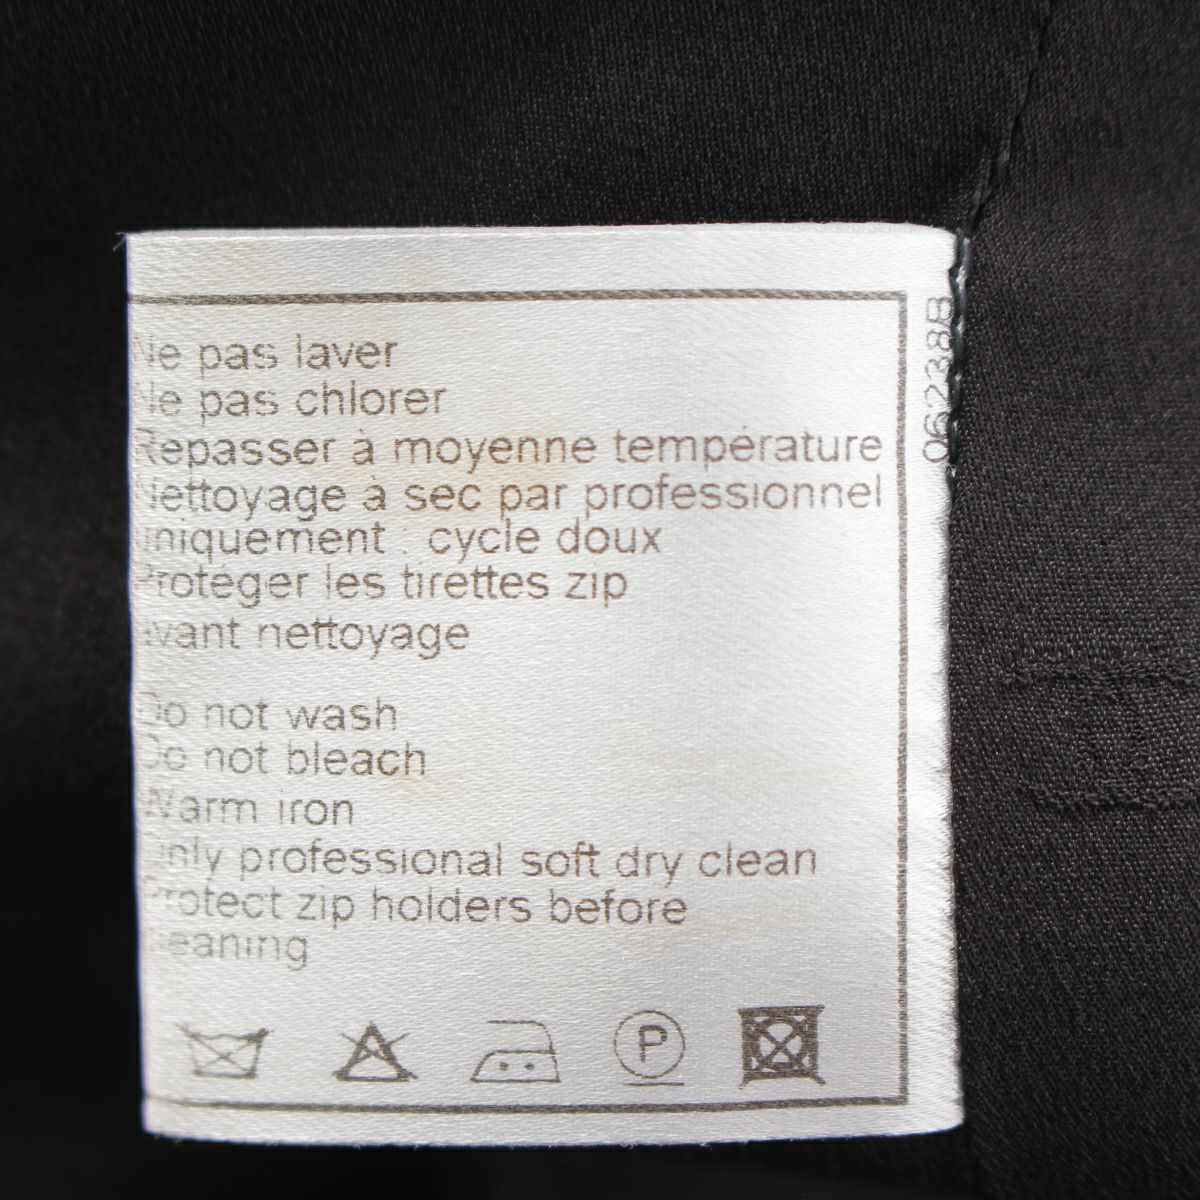 Ne pas laver
Ne pas chlorer
Repasser à moyenne température
Nettoyage à sec par professionnel
uniquement . cycle doux
Protéger les tirettes zip
avant nettoyage
Do not wash
Do not bleach
Warm iron
Only professional soft dry clean
Protect zip holders before
cleaning
P
06238B